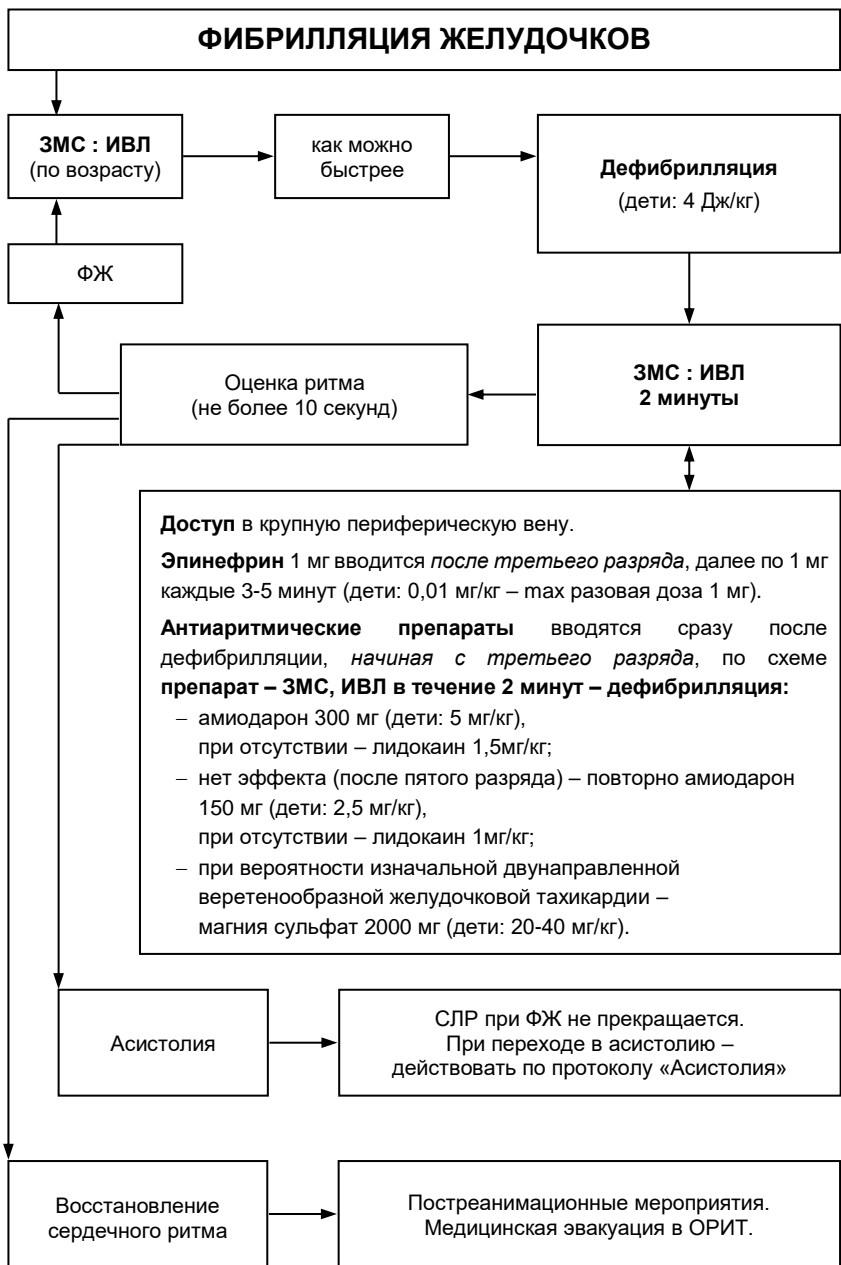 ФИБРИЛЛЯЦИЯ ЖЕЛУДОЧКОВ
ЗМС : ИВЛ
(по возрасту)
как можно
быстрее
Дефибрилляция
(дети: 4 Дж/кг)
ФЖ
Оценка ритма
(не более 10 секунд)
ЗМС : ИВЛ
2 минуты
Доступ в крупную периферическую вену.
Эпинефрин 1 мг вводится после третьего разряда, далее по 1 мг
каждые 3-5 минут (дети: 0,01 мг/кг – max разовая доза 1 мг).
Антиаритмические препараты вводятся сразу после
дефибрилляции, начиная с третьего разряда, по схеме
препарат – ЗМС, ИВЛ в течение 2 минут – дефибрилляция:
– амиодарон 300 мг (дети: 5 мг/кг),
при отсутствии – лидокаин 1,5мг/кг;
– нет эффекта (после пятого разряда) – повторно амиодарон
150 мг (дети: 2,5 мг/кг),
при отсутствии – лидокаин 1мг/кг;
– при вероятности изначальной двунаправленной
веретенообразной желудочковой тахикардии –
магния сульфат 2000 мг (дети: 20-40 мг/кг).
Асистолия
СЛР при ФЖ не прекращается.
При переходе в асистолию –
действовать по протоколу «Асистолия»
Восстановление
сердечного ритма
Постреанимационные мероприятия.
Медицинская эвакуация в ОРИТ.